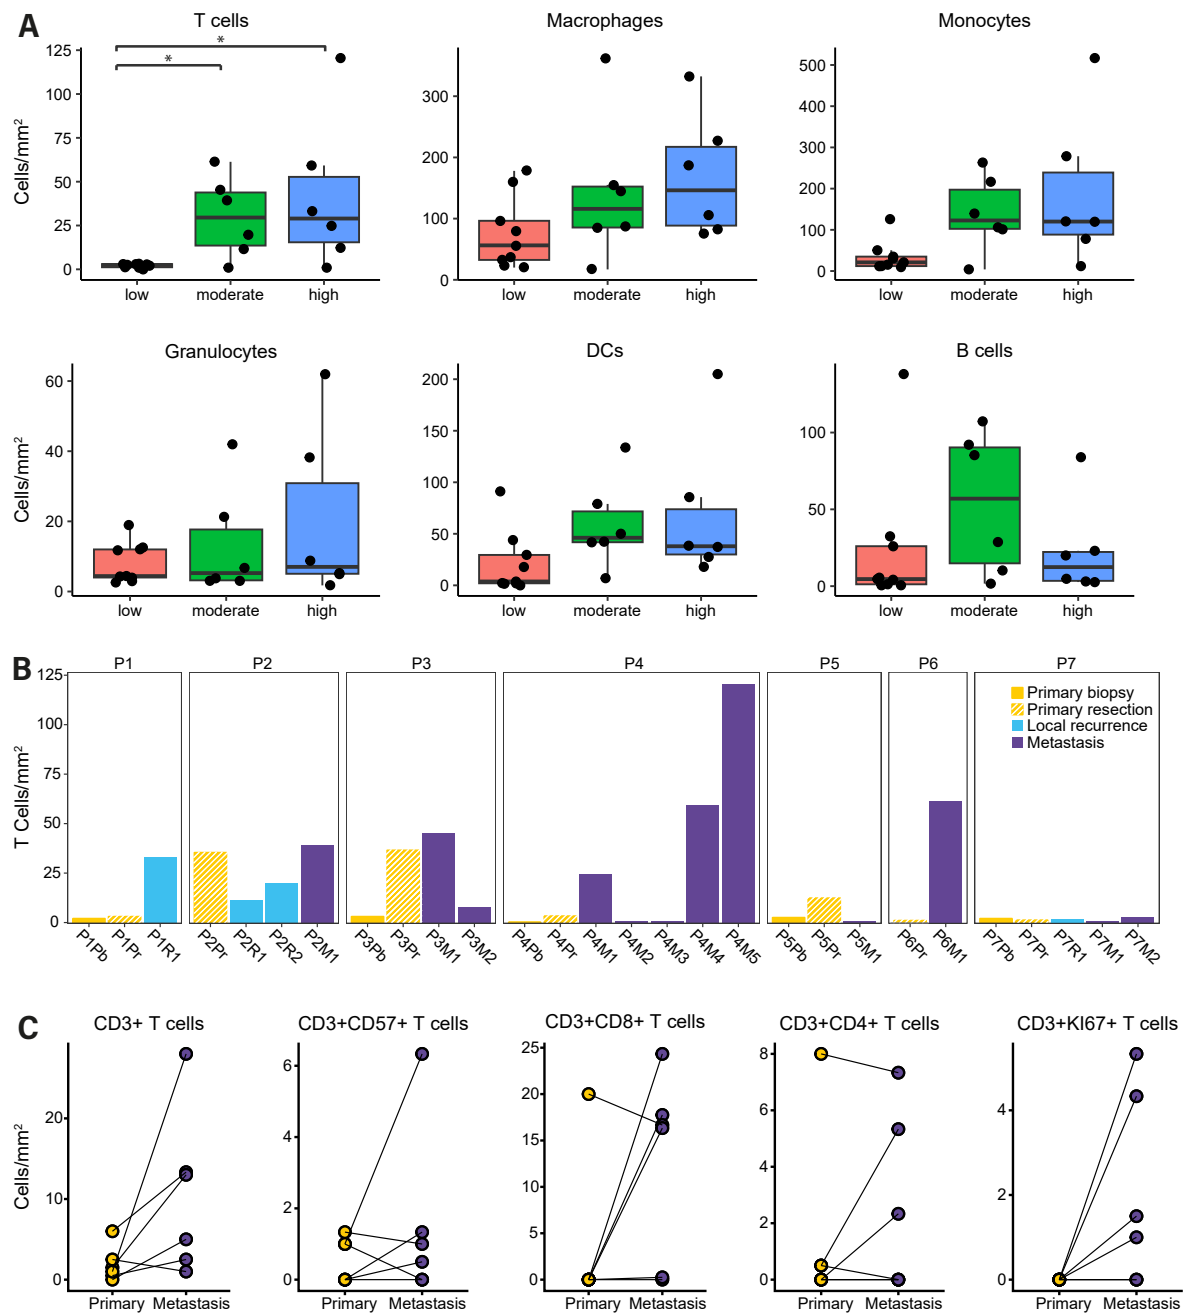 A
T cells
Macrophages
Monocytes
Cells/mm²
125
100
75
50
25
0
*
*
low
moderate
high
300
200
100
0
low
moderate
high
500
400
300
200
100
0
low
moderate
high
Granulocytes
DCs
B cells
Cells/mm²
60
40
20
0
low
moderate
high
200
150
100
50
0
low
moderate
high
100
50
0
low
moderate
high
B
P1
P2
P3
P4
P5
P6
P7
T Cells/mm²
125
100
75
50
25
0
Primary biopsy
Primary resection
Local recurrence
Metastasis
P1Pb
P1Pr
P1R1
P2Pr
P2R1
P2R2
P2M1
P3Pb
P3Pr
P3M1
P3M2
P4Pb
P4Pr
P4M1
P4M2
P4M3
P4M4
P4M5
P5Pb
P5Pr
P5M1
P6Pr
P6M1
P7Pb
P7Pr
P7R1
P7M1
P7M2
C
CD3+ T cells
CD3+CD57+ T cells
CD3+CD8+ T cells
CD3+CD4+ T cells
CD3+KI67+ T cells
Cells/mm²
20
10
0
Primary
Metastasis
6
4
2
0
Primary
Metastasis
25
20
15
10
5
0
Primary
Metastasis
8
6
4
2
0
Primary
Metastasis
4
2
0
Primary
Metastasis